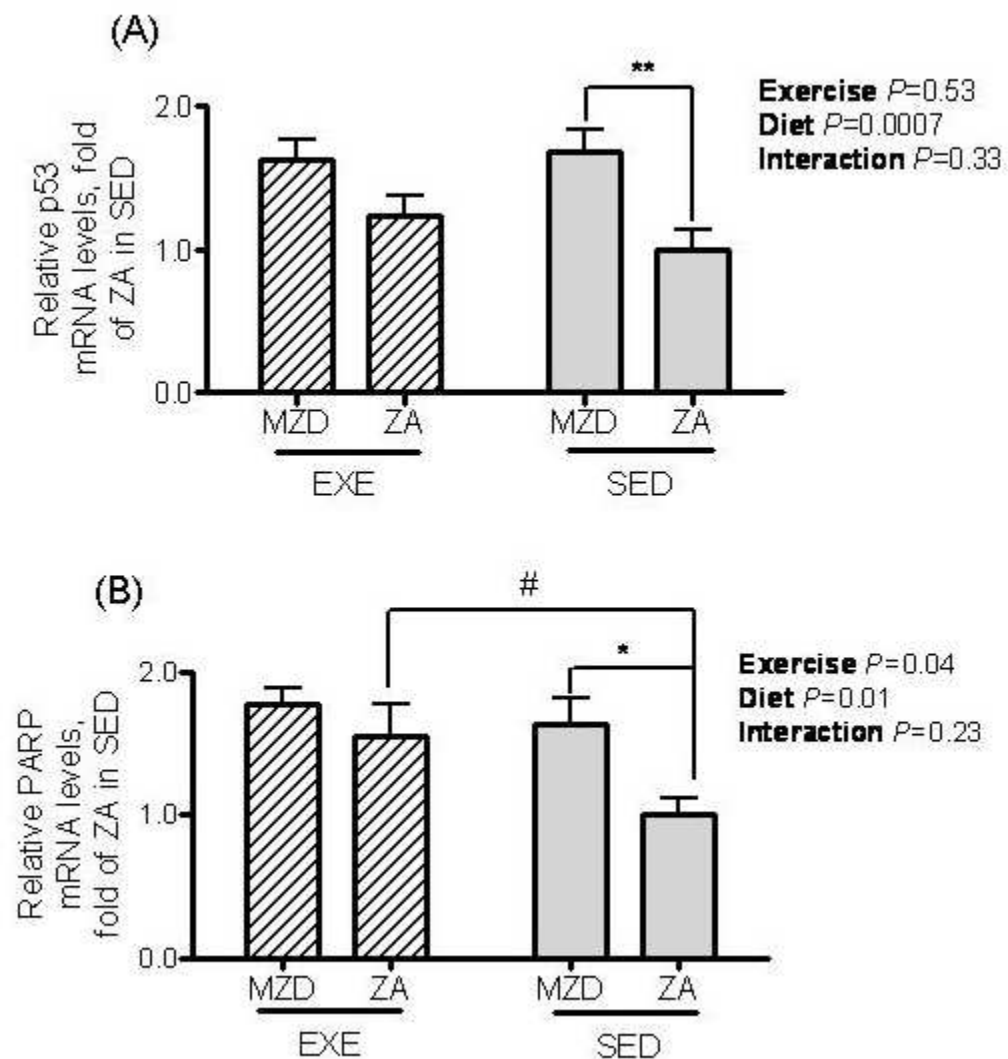 (A)
Relative p53
mRNA levels, fold
of ZA in SED
2.0
1.0
0.0
**
Exercise P=0.53
Diet P=0.0007
Interaction P=0.33
MZD ZA MZD ZA
EXE SED
(B)
Relative PARP
mRNA levels,
fold of ZA in SED
2.0
1.0
0.0
#
*
Exercise P=0.04
Diet P=0.01
Interaction P=0.23
MZD ZA MZD ZA
EXE SED